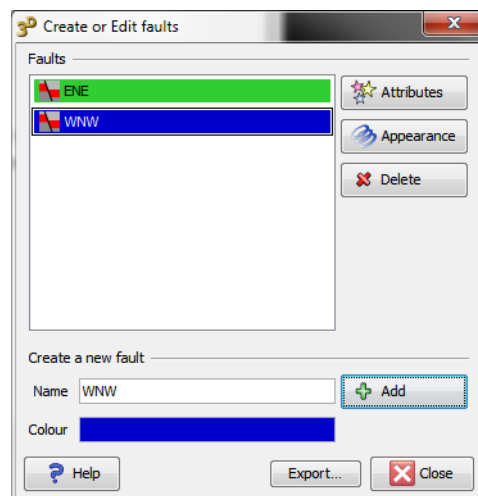 3D Create or Edit faults
Faults
ENE
Attributes
WNW
Appearance
Delete
Create a new fault
Name WNW
Add
Colour
? Help
Export...
Close